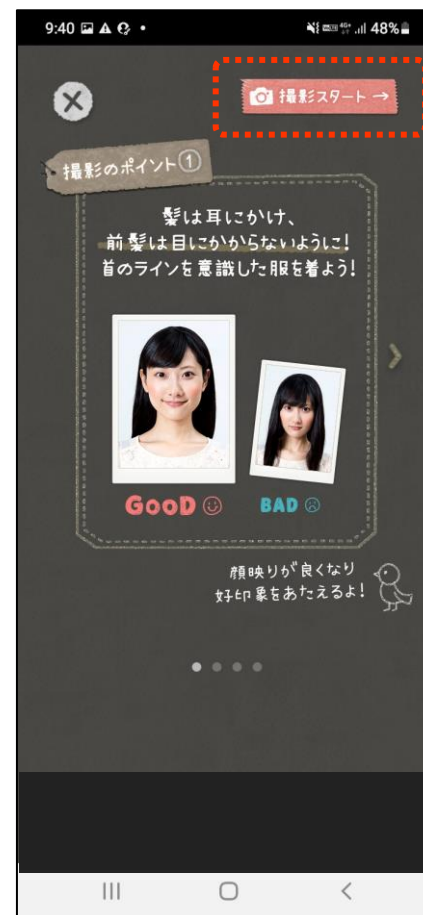 9:40
48%
撮影スタート →
撮影のポイント①
髪は耳にかけ、
前髪は目にかからないように!
首のラインを意識した服を着よう!
GOOD
BAD
顔映りが良くなり
好印象をあたえるよ!